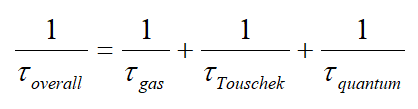 1/τ_overall = 1/τ_gas + 1/τ_Touschek + 1/τ_quantum